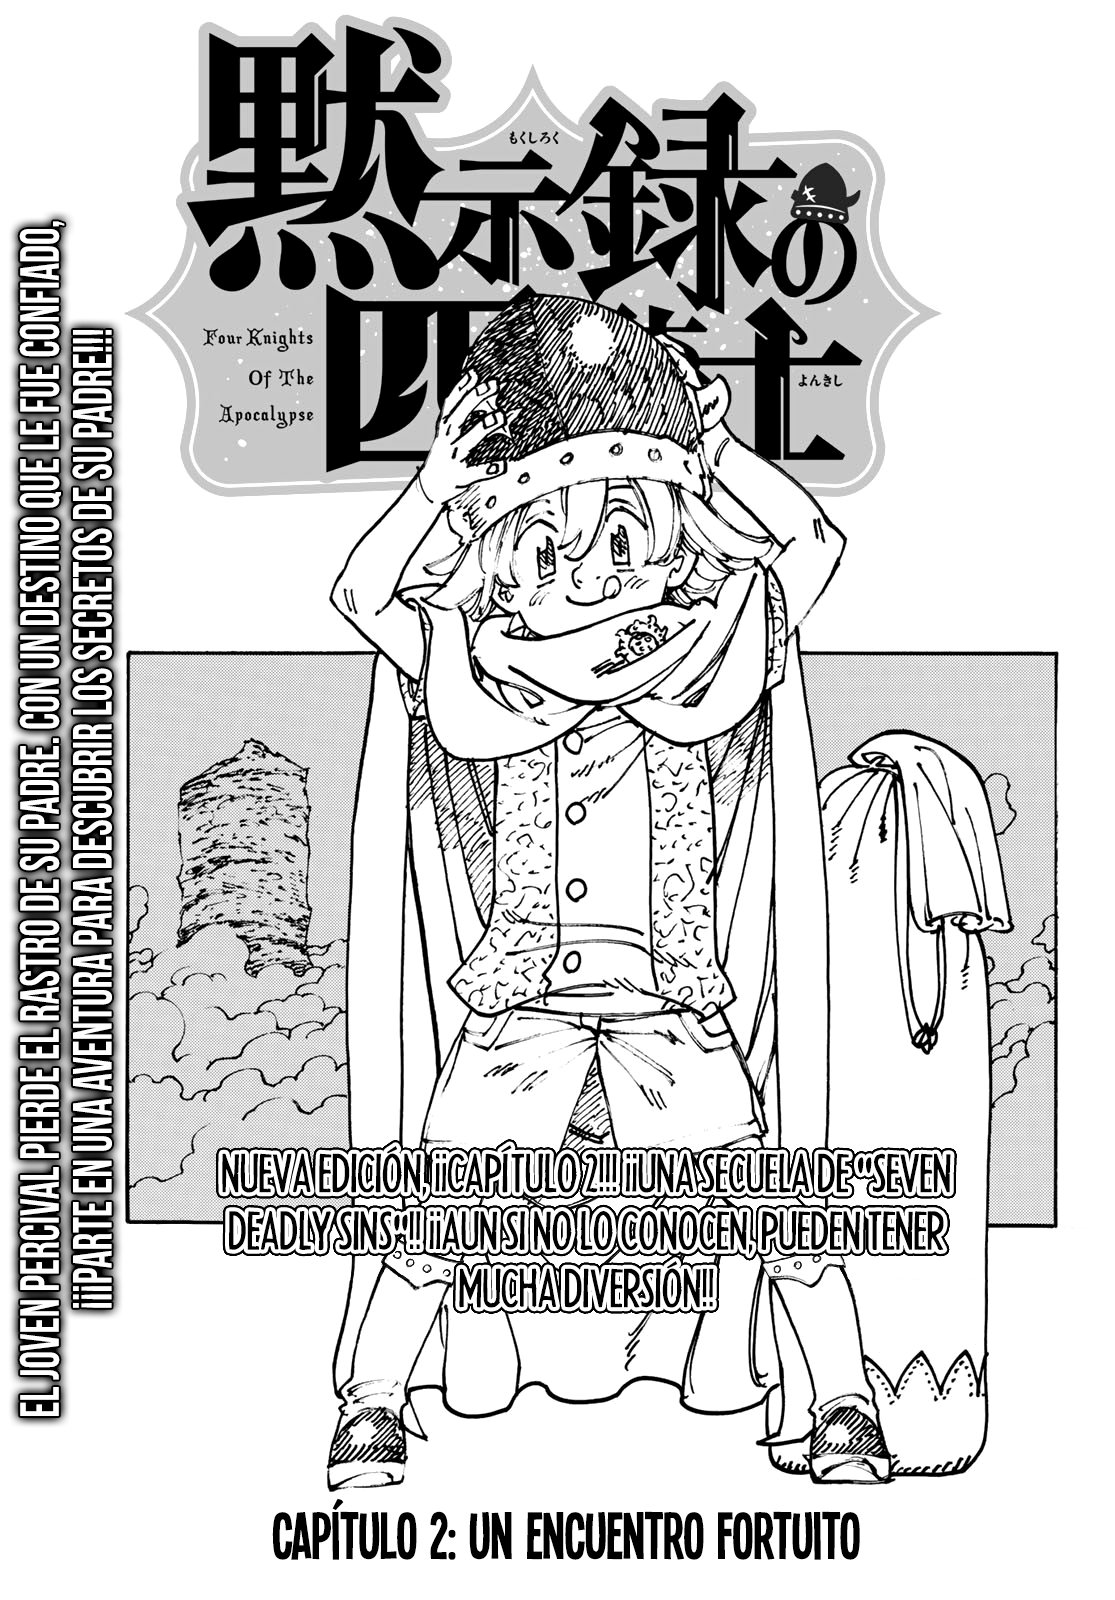 黙示録の
もくしろく
四 士
よんきし
Four Knights
Of The
Apocalypse
EL JOVEN PERCIVAL PIERDE EL RASTRO DE SU PADRE. CON UN DESTINO QUE LE FUE CONFIADO,
¡¡¡PARTE EN UNA AVENTURA PARA DESCUBRIR LOS SECRETOS DE SU PADRE!!!
NUEVA EDICIÓN, ¡¡CAPÍTULO 2!!! ¡¡UNA SECUELA DE "SEVEN
DEADLY SINS"!! ¡¡AUN SI NO LO CONOCEN, PUEDEN TENER
MUCHA DIVERSIÓN!!
CAPÍTULO 2: UN ENCUENTRO FORTUITO